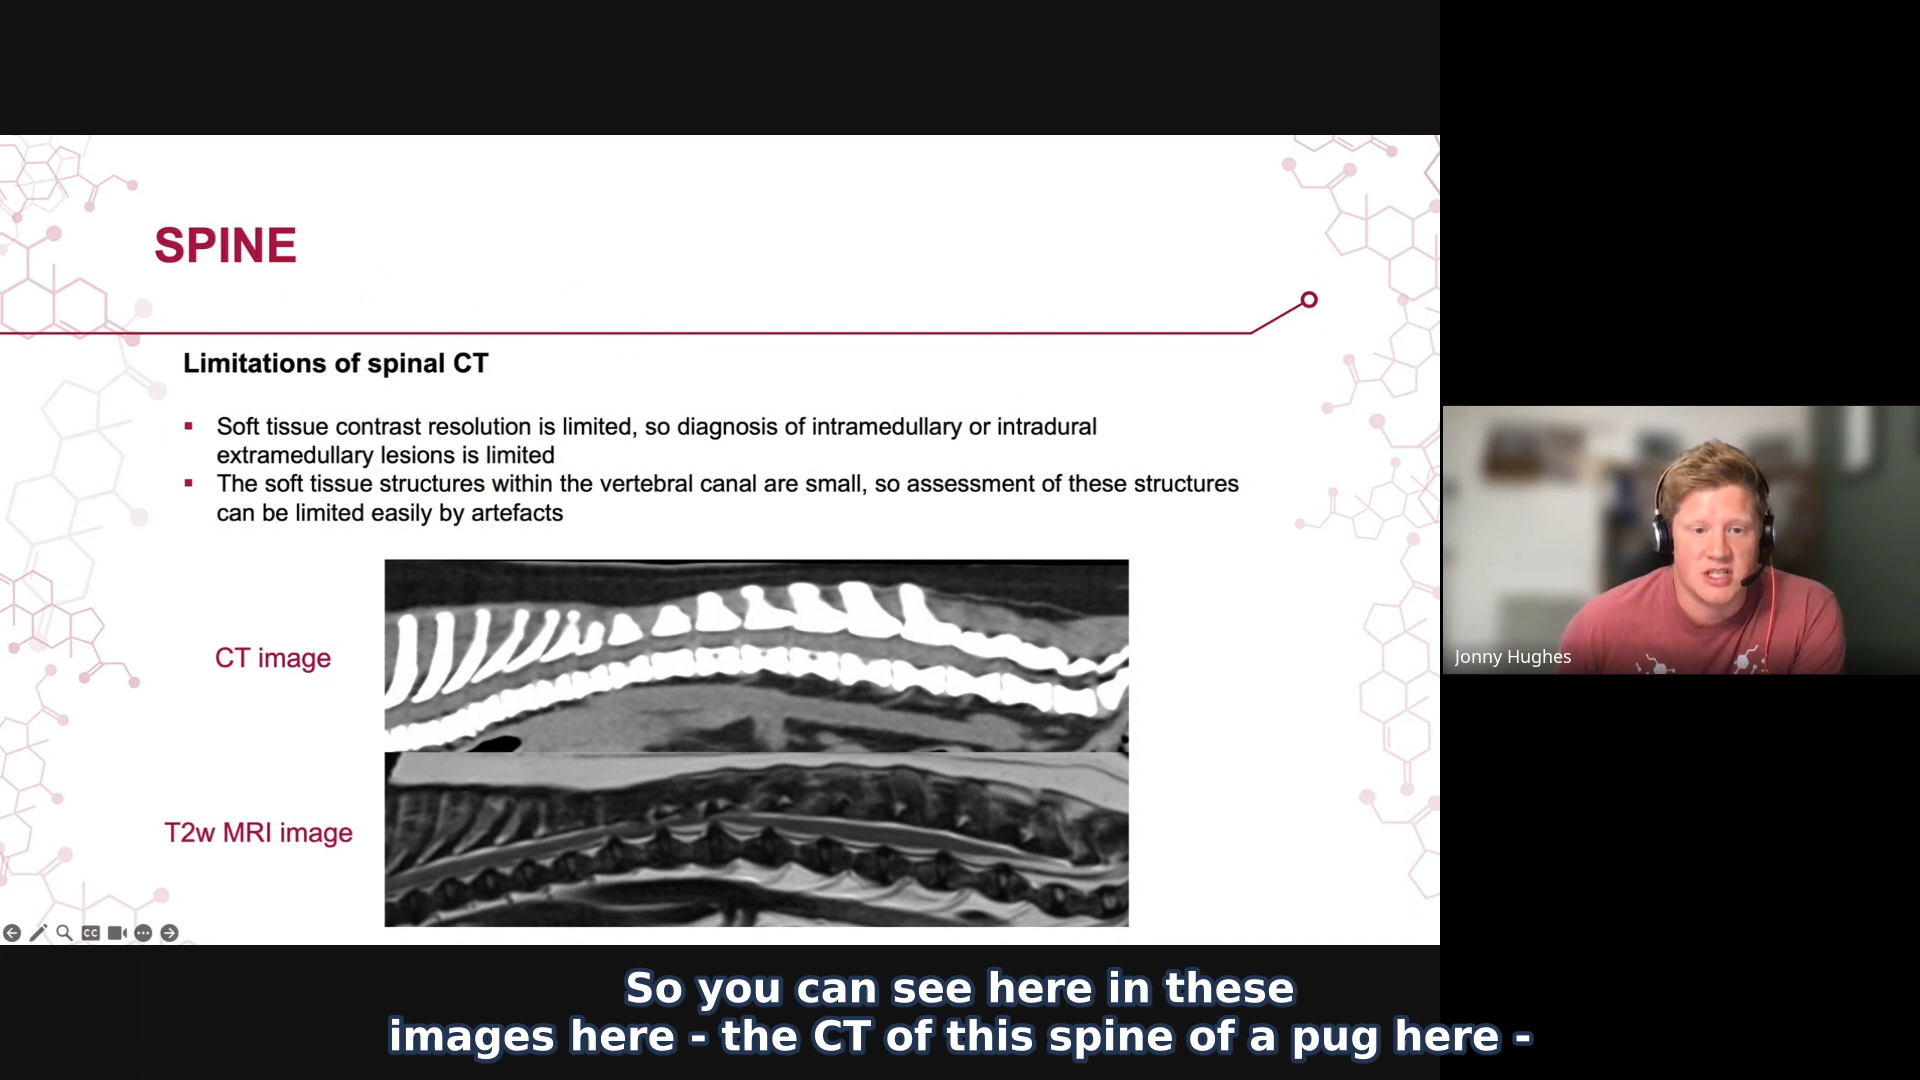 SPINE
Limitations of spinal CT
Soft tissue contrast resolution is limited, so diagnosis of intramedullary or intradural
extramedullary lesions is limited
The soft tissue structures within the vertebral canal are small, so assessment of these structures
can be limited easily by artefacts
CT image
T2w MRI image
CC
Jonny Hughes
So you can see here in these
images here - the CT of this spine of a pug here -